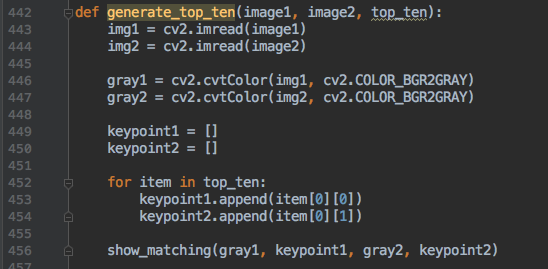 442 def generate_top_ten(image1, image2, top_ten):
443 img1 = cv2.imread(image1)
444 img2 = cv2.imread(image2)
445
446 gray1 = cv2.cvtColor(img1, cv2.COLOR_BGR2GRAY)
447 gray2 = cv2.cvtColor(img2, cv2.COLOR_BGR2GRAY)
448
449 keypoint1 = []
450 keypoint2 = []
451
452 for item in top_ten:
453 keypoint1.append(item[0][0])
454 keypoint2.append(item[0][1])
455
456 show_matching(gray1, keypoint1, gray2, keypoint2)
457